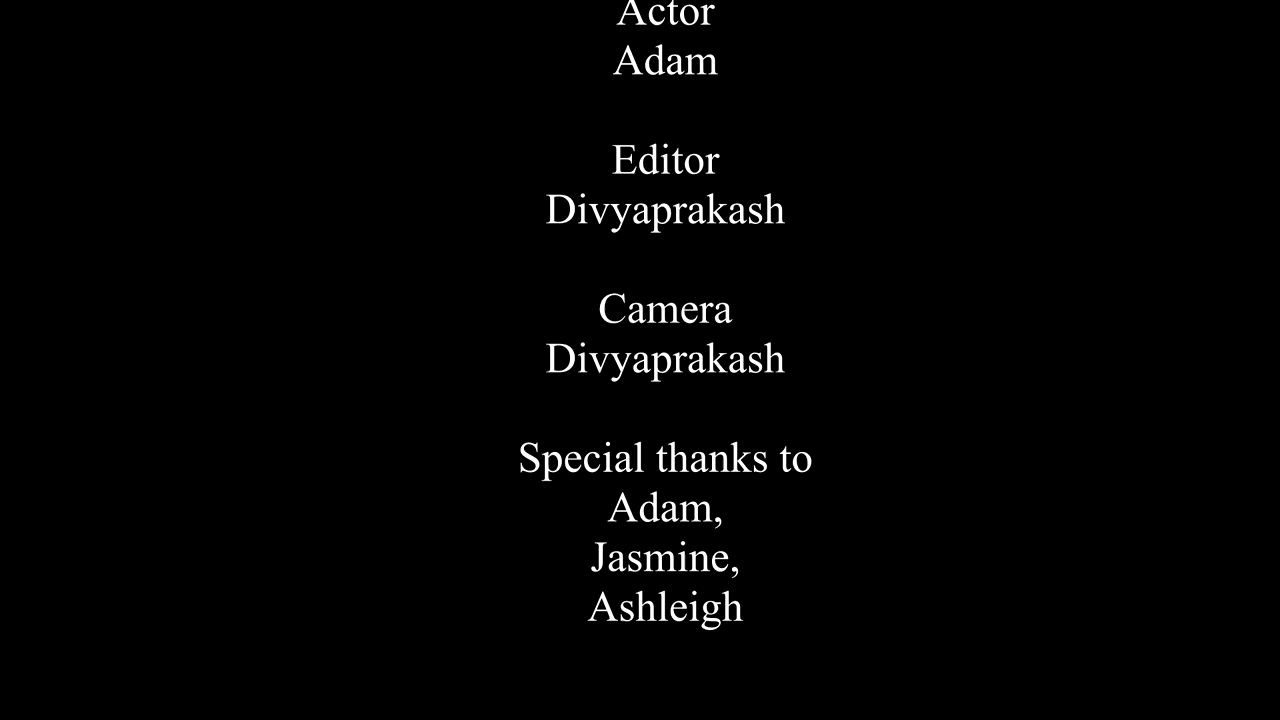 Actor
Adam
Editor
Divyaprakash
Camera
Divyaprakash
Special thanks to
Adam,
Jasmine,
Ashleigh